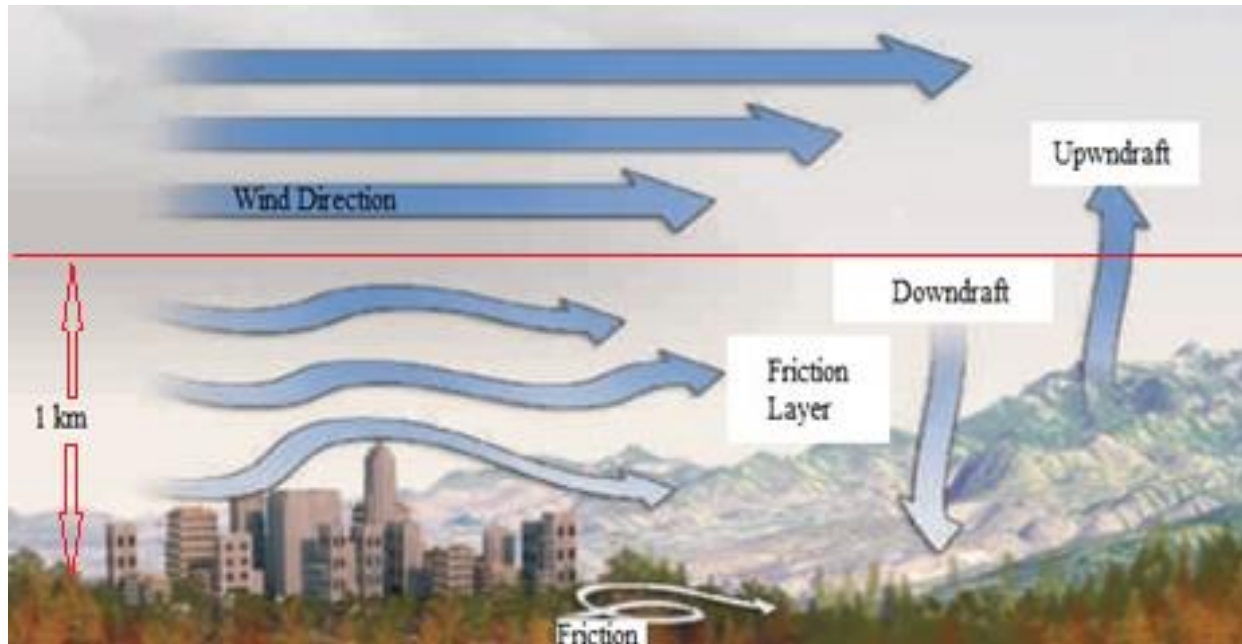 Upwndraft
Wind Direction
Downdraft
Friction
Layer
1 km
Friction